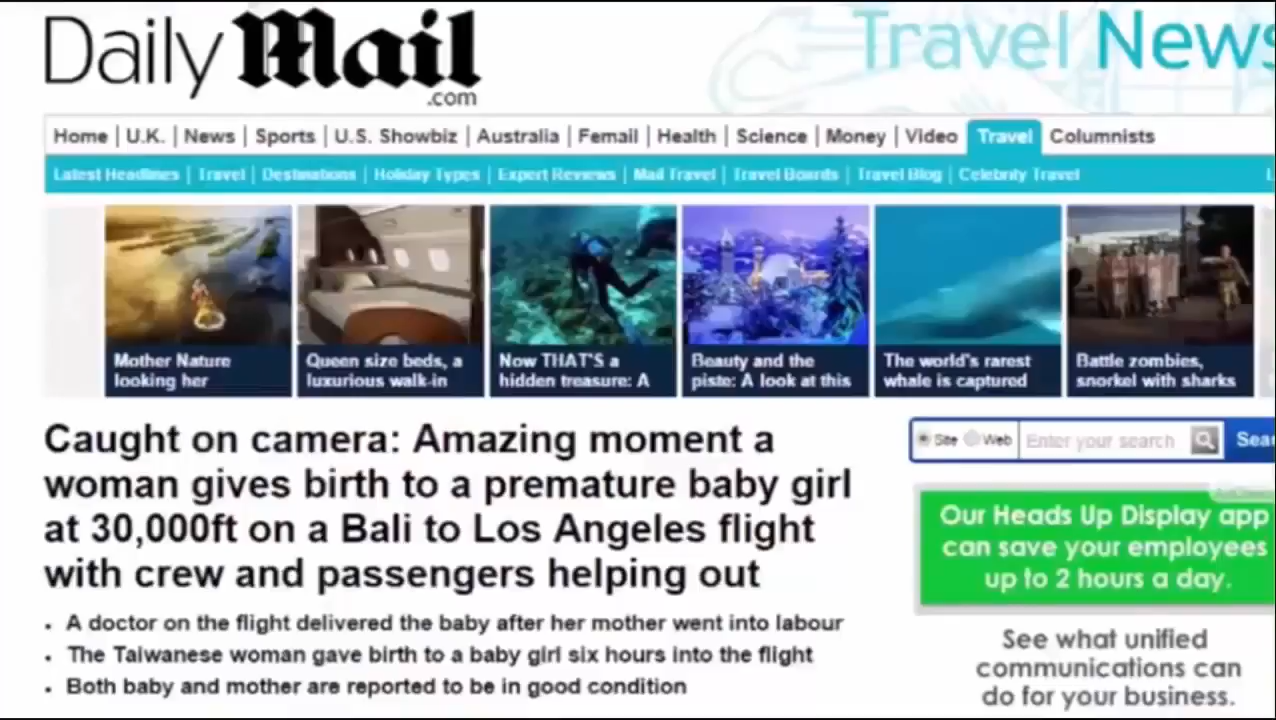 Daily Mail
.com
Travel News
Home | U.K. | News | Sports | U.S. Showbiz | Australia | Femail | Health | Science | Money | Video | Travel | Columnists
Latest Headlines | Travel | Destinations | Holiday Types | Expert Reviews | Mail Travel | Travel Boards | Travel Blog | Celebrity Travel
Mother Nature
looking her
Queen size beds, a
luxurious walk-in
Now THAT'S a
hidden treasure: A
Beauty and the
piste: A look at this
The world's rarest
whale is captured
Battle zombies,
snorkel with sharks
Caught on camera: Amazing moment a
woman gives birth to a premature baby girl
at 30,000ft on a Bali to Los Angeles flight
with crew and passengers helping out
• A doctor on the flight delivered the baby after her mother went into labour
• The Taiwanese woman gave birth to a baby girl six hours into the flight
• Both baby and mother are reported to be in good condition
Site Web Enter your search Sear
Our Heads Up Display app
can save your employees
up to 2 hours a day.
See what unified
communications can
do for your business.